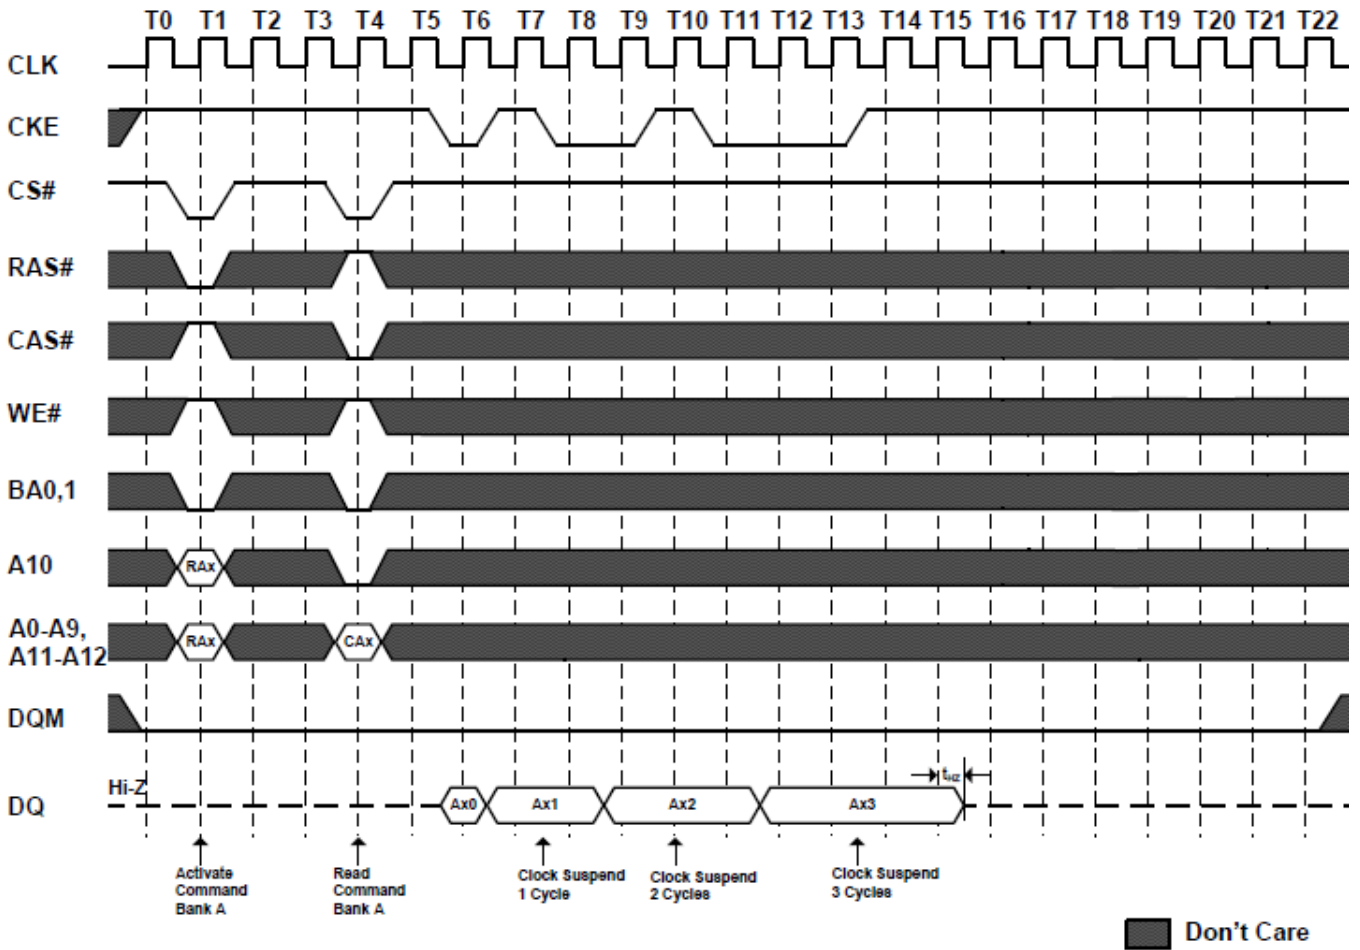 T0 T1 T2 T3 T4 T5 T6 T7 T8 T9 T10 T11 T12 T13 T14 T15 T16 T17 T18 T19 T20 T21 T22
CLK
CKE
CS#
RAS#
CAS#
WE#
BA0,1
A10
RAx
A0-A9,
A11-A12
RAx
CAx
DQM
Hi-Z
tHZ
DQ
Ax0
Ax1
Ax2
Ax3
Activate
Command
Bank A
Read
Command
Bank A
Clock Suspend
1 Cycle
Clock Suspend
2 Cycles
Clock Suspend
3 Cycles
Don't Care